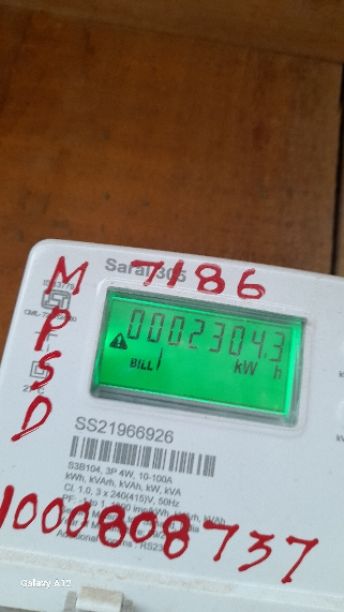 M 7186
Saral 305
P
S
D
00023043
BILL kW h
SS21966926
S3B104, 3P 4W, 10-100A
kWh, kVArh, kVAh, kW, kVA
Cl. 1.0, 3 x 240(415)V, 50Hz
1000808737
Galaxy A12